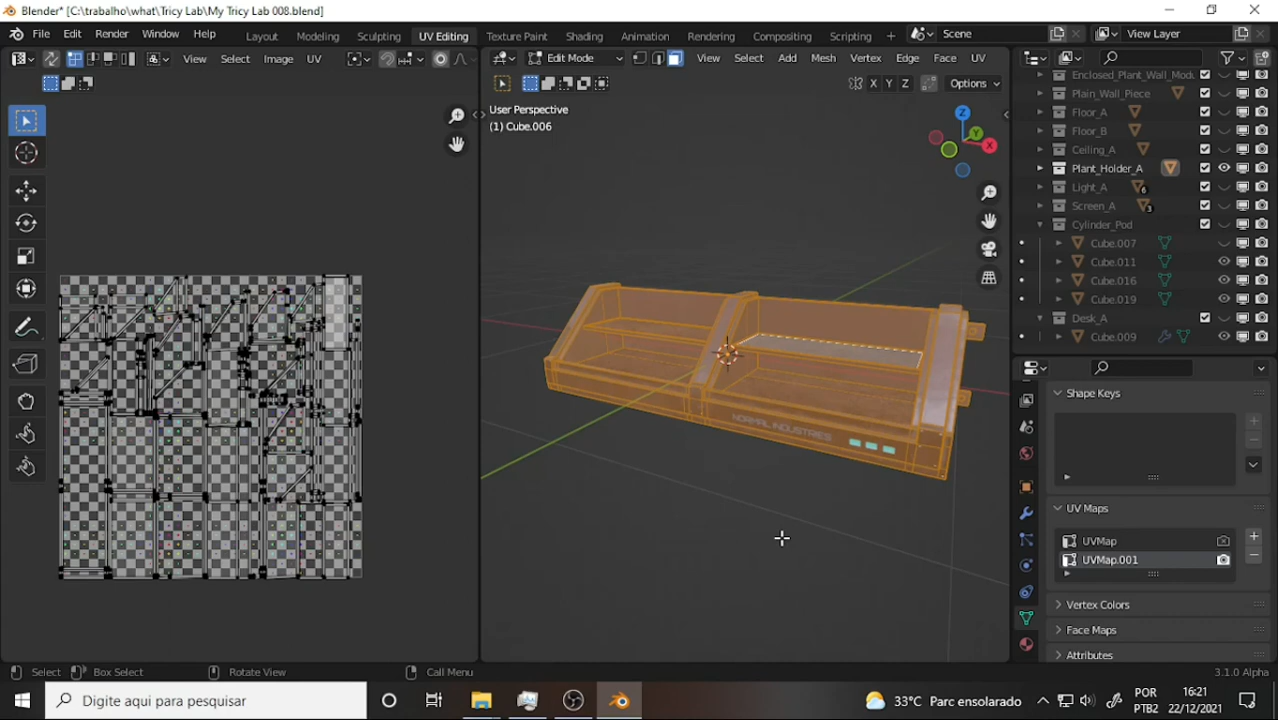 Blender* [C:\trabalho\what\Tricy Lab\My Tricy Lab 008.blend]
File Edit Render Window Help Layout Modeling Sculpting UV Editing Texture Paint Shading Animation Rendering Compositing Scripting + Scene View Layer
View Select Image UV
Edit Mode View Select Add Mesh Vertex Edge Face UV
X Y Z Options
User Perspective
(1) Cube.006
Z Y X
NORMAL INDUSTRIES
Enclosed_Plant_Wall_Modu
Plain_Wall_Piece
Floor_A
Floor_B
Ceiling_A
Plant_Holder_A
Light_A 6
Screen_A 3
Cylinder_Pod
Cube.007
Cube.011
Cube.016
Cube.019
Desk_A
Cube.009
Shape Keys
UV Maps
UVMap
UVMap.001
Vertex Colors
Face Maps
Attributes
Select Box Select Rotate View Call Menu 3.1.0 Alpha
Digite aqui para pesquisar
33°C Parc ensolarado
POR
PTB2
16:21
22/12/2021